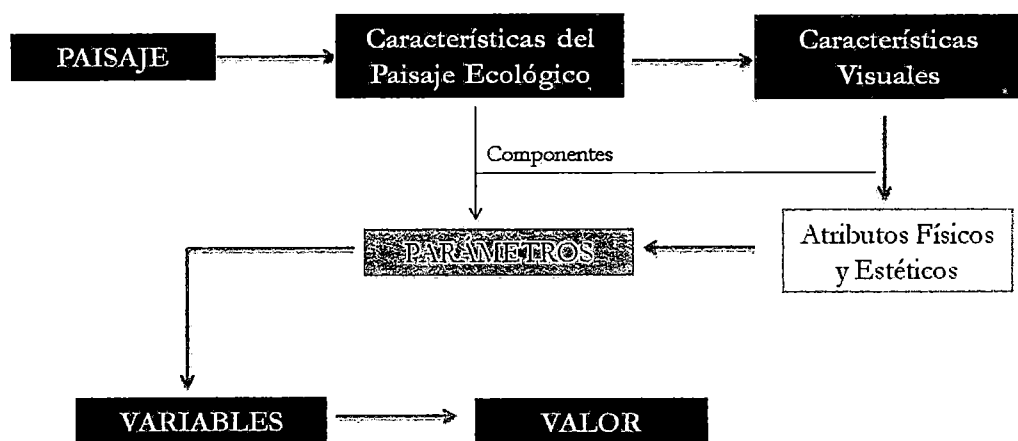 PAISAJE
Características del
Paisaje Ecológico
Características
Visuales
Componentes
PARÁMETROS
Atributos Físicos
y Estéticos
VARIABLES
VALOR